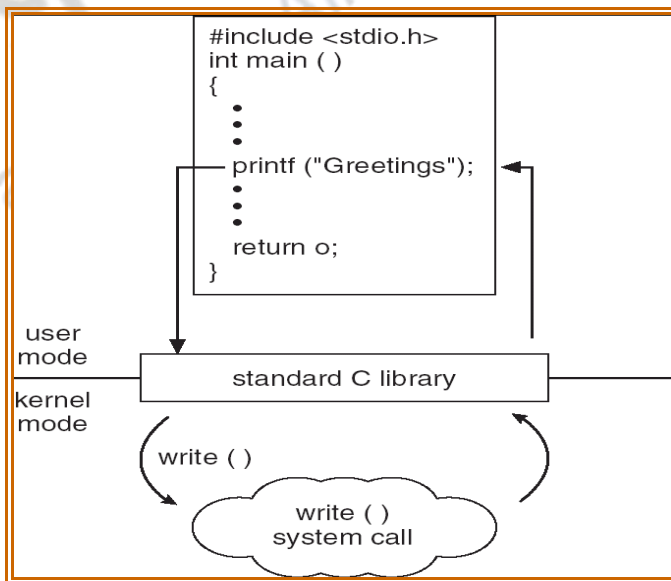 #include <stdio.h>
int main ( )
{
•
•
•
printf ("Greetings");
•
•
•
return o;
}
user
mode
standard C library
kernel
mode
write ( )
write ( )
system call